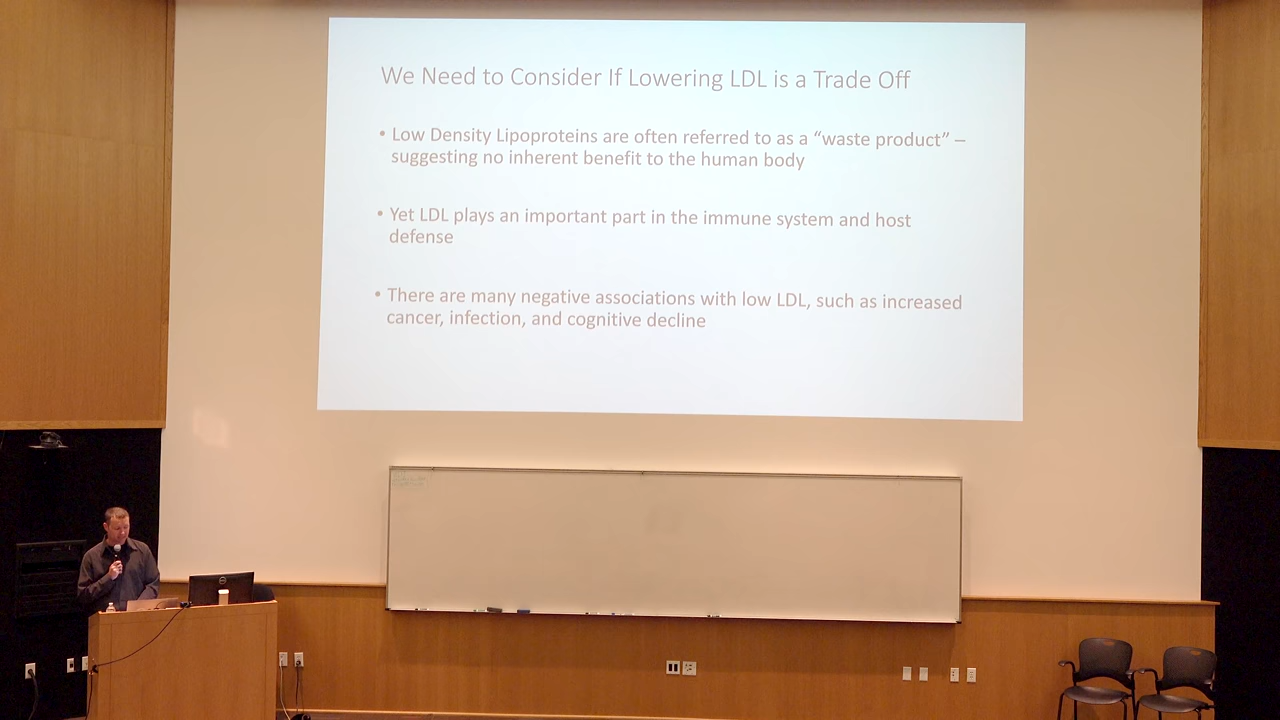 We Need to Consider If Lowering LDL is a Trade Off
• Low Density Lipoproteins are often referred to as a “waste product” –
suggesting no inherent benefit to the human body
• Yet LDL plays an important part in the immune system and host
defense
• There are many negative associations with low LDL, such as increased
cancer, infection, and cognitive decline